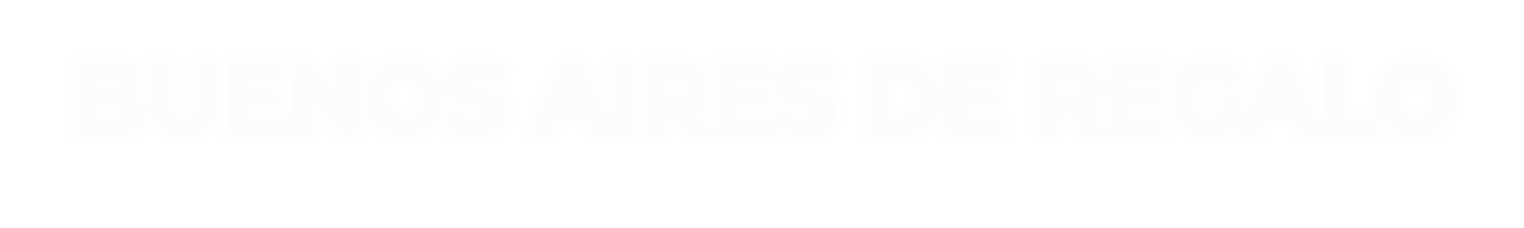 BUENOS AIRES DE REGALO